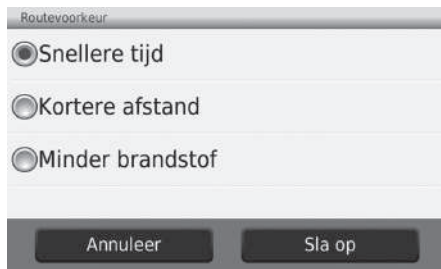 Routevoorkeur
Snellere tijd
Kortere afstand
Minder brandstof
Annuleer
Sla op